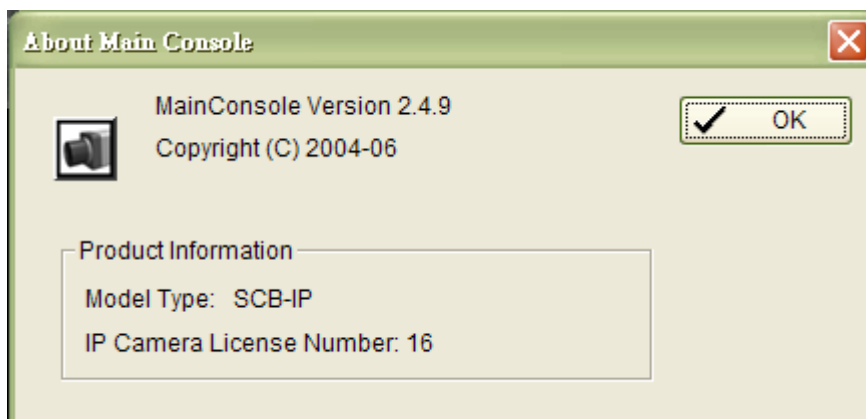 About Main Console
MainConsole Version 2.4.9
OK
Copyright (C) 2004-06
Product Information
Model Type: SCB-IP
IP Camera License Number: 16